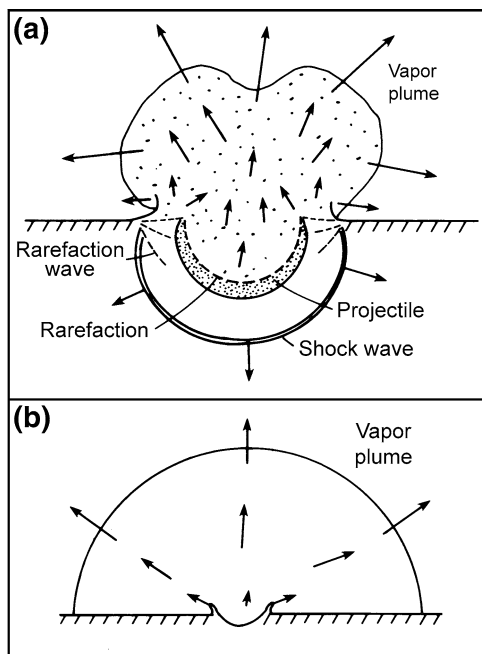 (a)
Vapor
plume
Rarefaction
wave
Rarefaction
Projectile
Shock wave
(b)
Vapor
plume